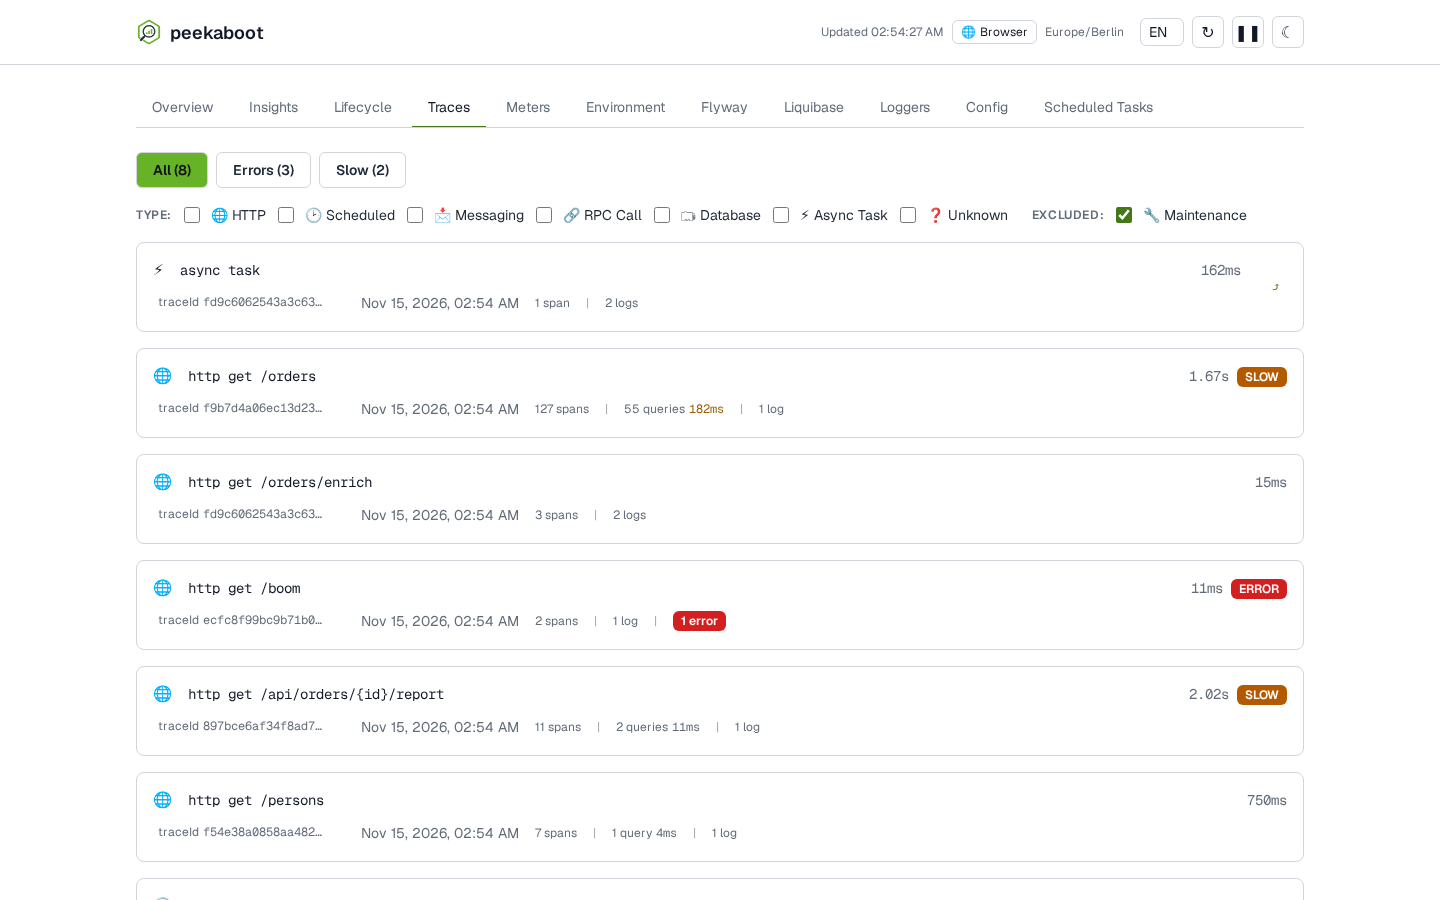 peekaboot
Updated 02:54:27 AM 🌐 Browser Europe/Berlin EN
Overview Insights Lifecycle Traces Meters Environment Flyway Liquibase Loggers Config Scheduled Tasks
All (8) Errors (3) Slow (2)
TYPE: 🌐 HTTP 🕑 Scheduled 📩 Messaging 🔗 RPC Call 🗃 Database ⚡ Async Task ❓ Unknown EXCLUDED: 🔧 Maintenance
⚡ async task 162ms
traceId fd9c6062543a3c63… Nov 15, 2026, 02:54 AM 1 span | 2 logs
🌐 http get /orders 1.67s SLOW
traceId f9b7d4a06ec13d23… Nov 15, 2026, 02:54 AM 127 spans | 55 queries 182ms | 1 log
🌐 http get /orders/enrich 15ms
traceId fd9c6062543a3c63… Nov 15, 2026, 02:54 AM 3 spans | 2 logs
🌐 http get /boom 11ms ERROR
traceId ecfc8f99bc9b71b0… Nov 15, 2026, 02:54 AM 2 spans | 1 log | 1 error
🌐 http get /api/orders/{id}/report 2.02s SLOW
traceId 897bce6af34f8ad7… Nov 15, 2026, 02:54 AM 11 spans | 2 queries 11ms | 1 log
🌐 http get /persons 750ms
traceId f54e38a0858aa482… Nov 15, 2026, 02:54 AM 7 spans | 1 query 4ms | 1 log